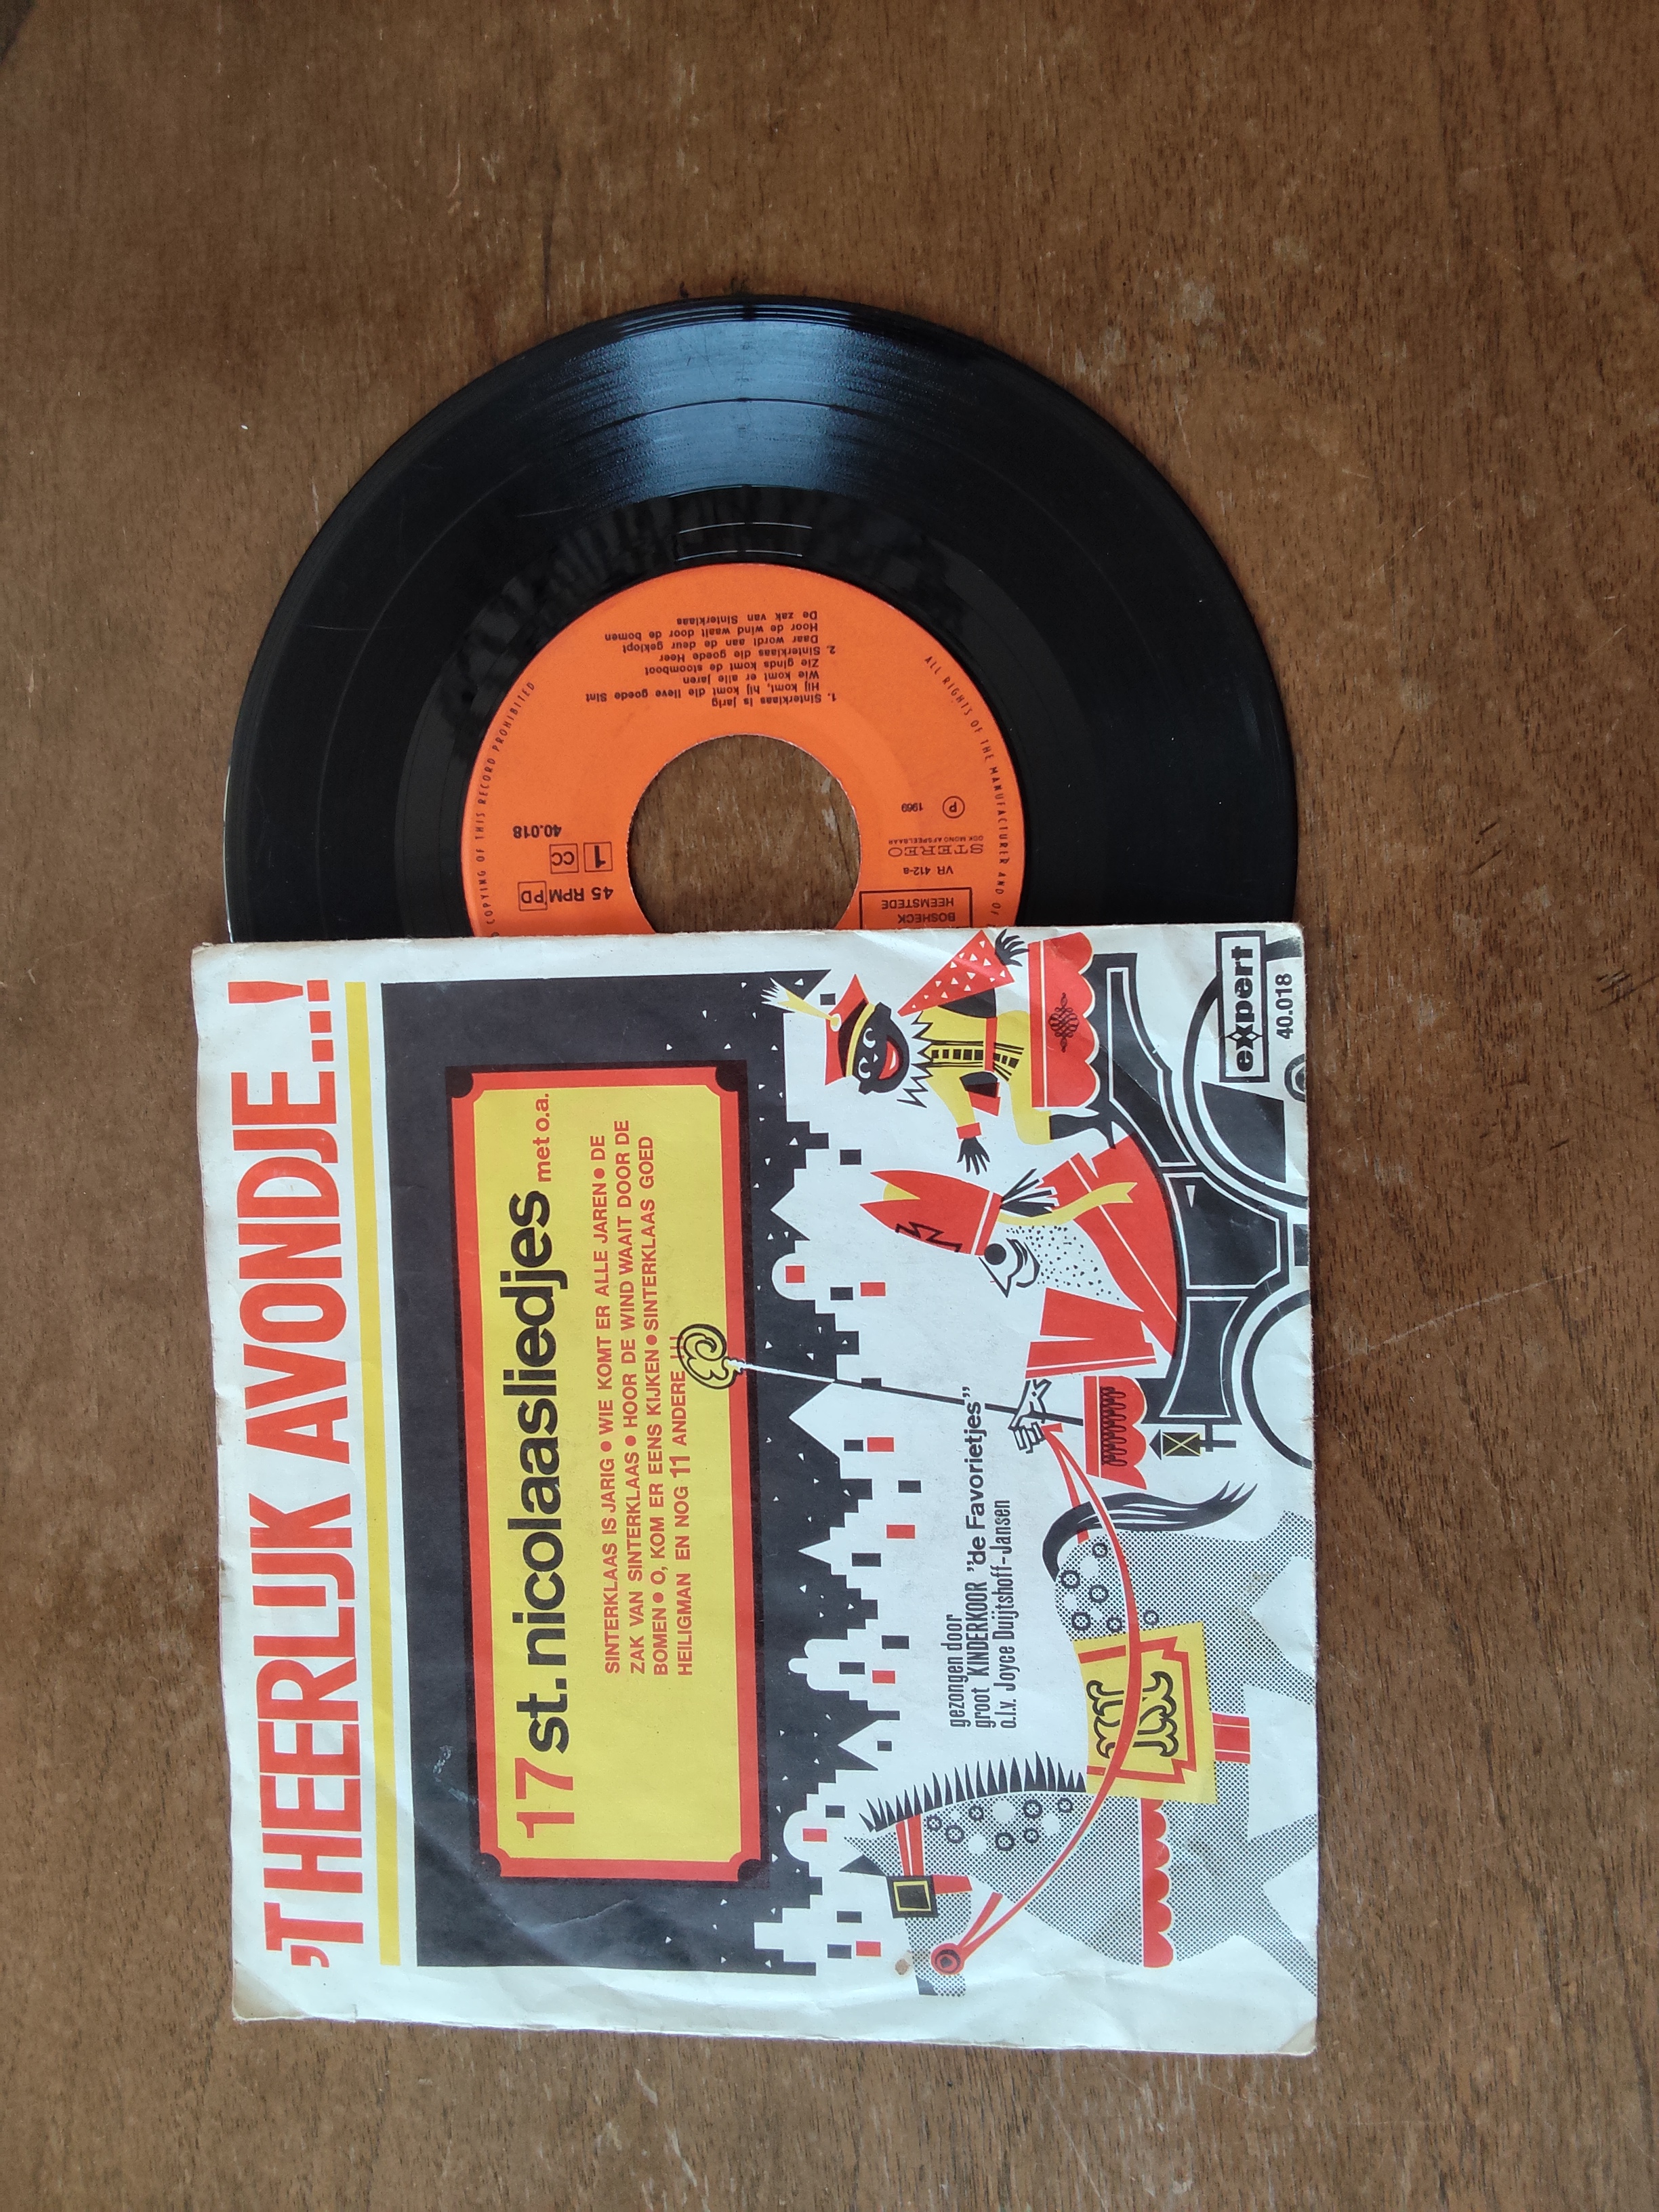 'T HEERLIJK AVONDJE..!
17 st.nicolaasliedjes met o.a.
SINTERKLAAS IS JARIG ● WIE KOMT ER ALLE JAREN ● DE
ZAK VAN SINTERKLAAS ● HOOR DE WIND WAAIT DOOR DE
BOMEN ● O, KOM ER EENS KIJKEN ● SINTERKLAAS GOED
HEILIGMAN EN NOG 11 ANDERE !!!
gezongen door
groot KINDERKOOR "de Favorietjes"
o.l.v. Joyce Duijtshoff-Jansen
expert
40.018
BOSHECK
HEEMSTEDE
VR 412-a
STEREO
OOK MONO AFSPEELBAAR
P
1969
45 RPM PD
1 CC
40.018
1. Sinterklaas is jarig
Hij komt, hij komt die lieve goede Sint
Wie komt er alle jaren
Zie ginds komt de stoomboot
2. Sinterklaas die goede Heer
Daar wordt aan de deur geklopt
Hoor de wind waait door de bomen
De zak van Sinterklaas
ALL RIGHTS OF THE MANUFACTURER AND OF
COPYING OF THIS RECORD PROHIBITED